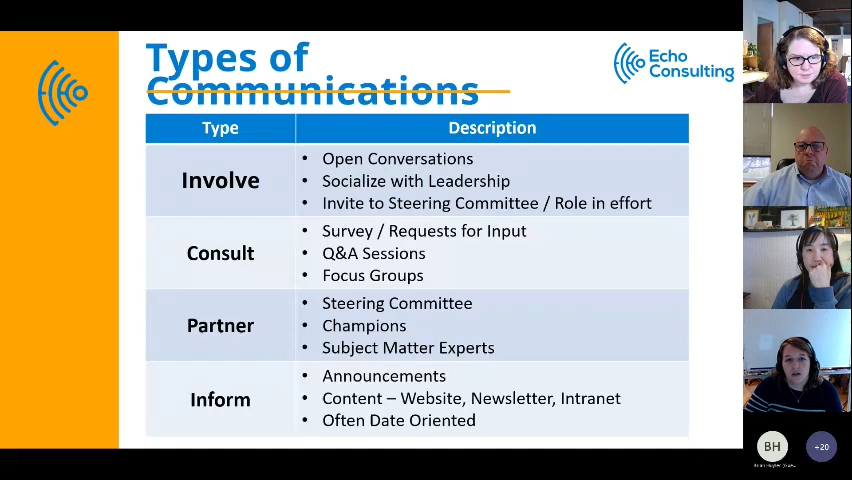 Types of
Communications
Echo
Consulting
Type
Description
Involve
• Open Conversations
• Socialize with Leadership
• Invite to Steering Committee / Role in effort
Consult
• Survey / Requests for Input
• Q&A Sessions
• Focus Groups
Partner
• Steering Committee
• Champions
• Subject Matter Experts
Inform
• Announcements
• Content – Website, Newsletter, Intranet
• Often Date Oriented
BH
+20